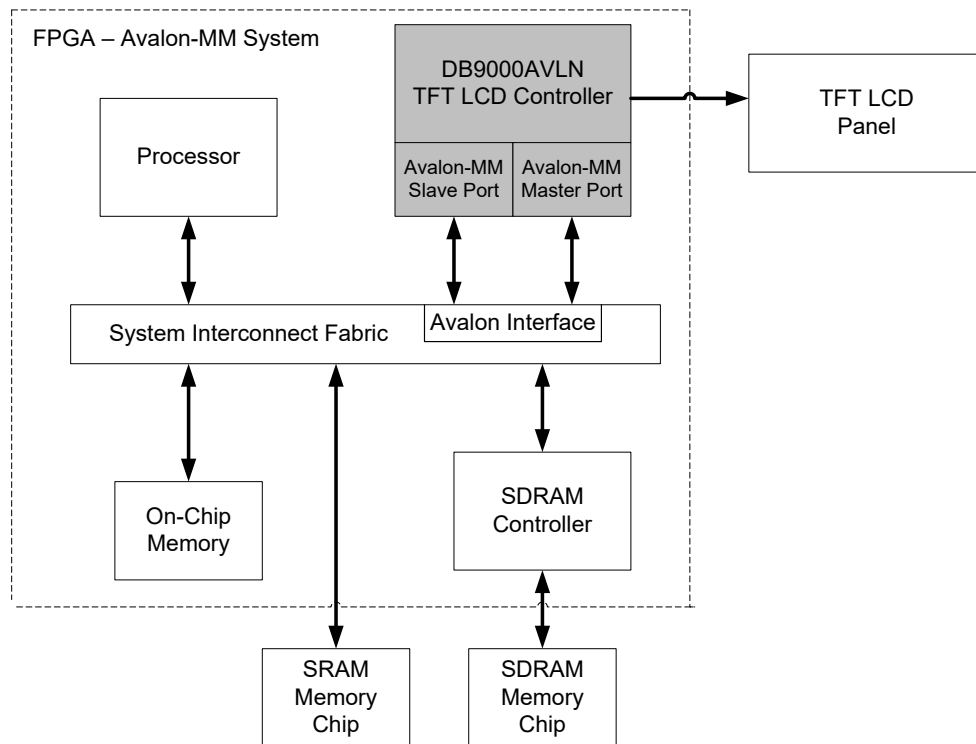 FPGA – Avalon-MM System
DB9000AVLN
TFT LCD Controller
TFT LCD
Panel
Processor
Avalon-MM
Slave Port
Avalon-MM
Master Port
System Interconnect Fabric
Avalon Interface
On-Chip
Memory
SDRAM
Controller
SRAM
Memory
Chip
SDRAM
Memory
Chip